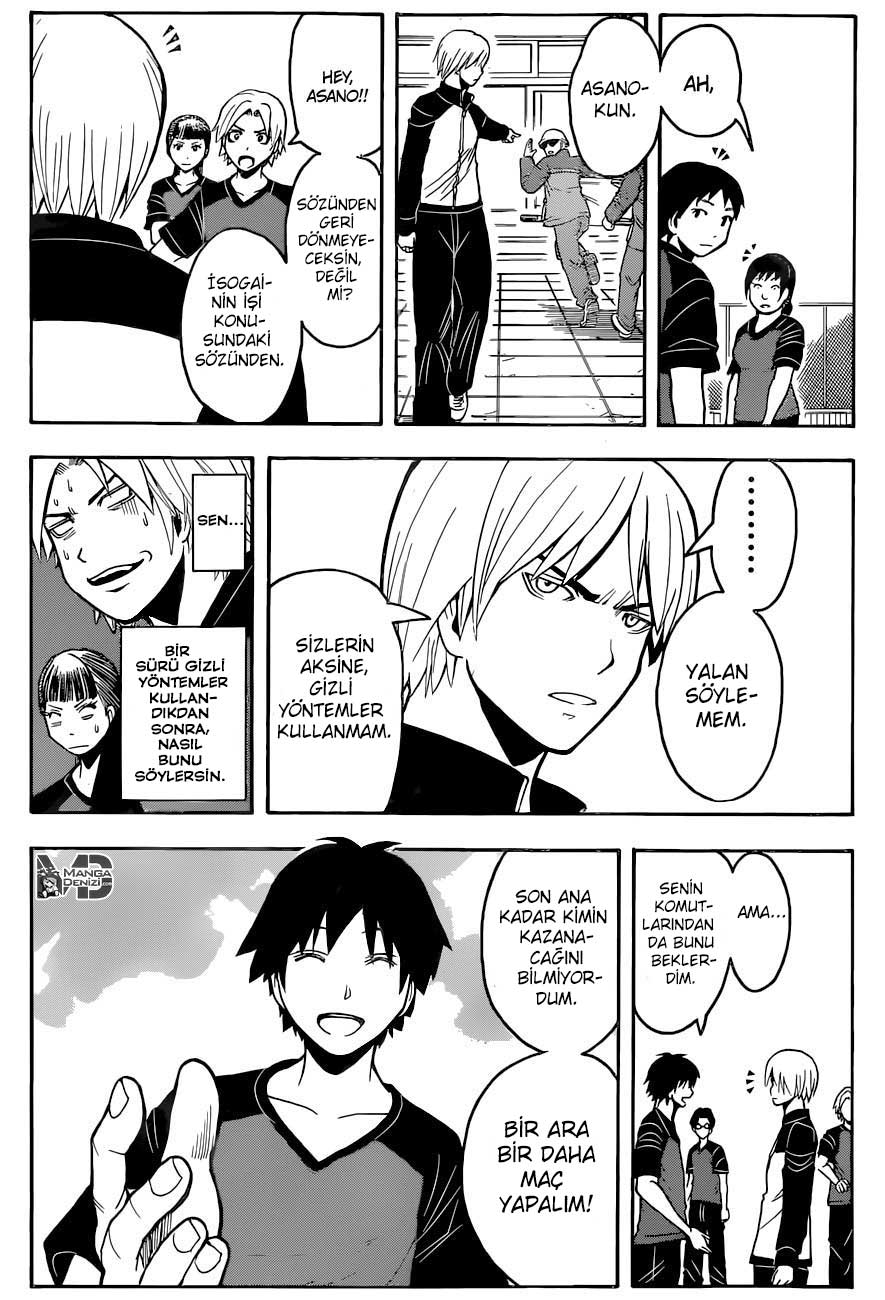 AH,
ASANO-
KUN.
HEY,
ASANO!!
SÖZÜNDEN
GERİ
DÖNMEYE-
CEKSİN,
DEĞİL
Mİ?
İSOGAİ-
NİN İŞİ
KONU-
SUNDAKİ
SÖZÜNDEN.
.........
YALAN
SÖYLE-
MEM.
SİZLERİN
AKSİNE,
GİZLİ
YÖNTEMLER
KULLANMAM.
SEN...
BİR
SÜRÜ GİZLİ
YÖNTEMLER
KULLAN-
DIKDAN
SONRA,
NASIL
BUNU
SÖYLERSİN.
AMA...
SENİN
KOMUT-
LARINDAN
DA BUNU
BEKLER-
DİM.
SON ANA
KADAR KİMİN
KAZANA-
CAĞINI
BİLMİYOR-
DUM.
BİR ARA
BİR DAHA
MAÇ
YAPALIM!
MD
MANGA
DENİZİ.com